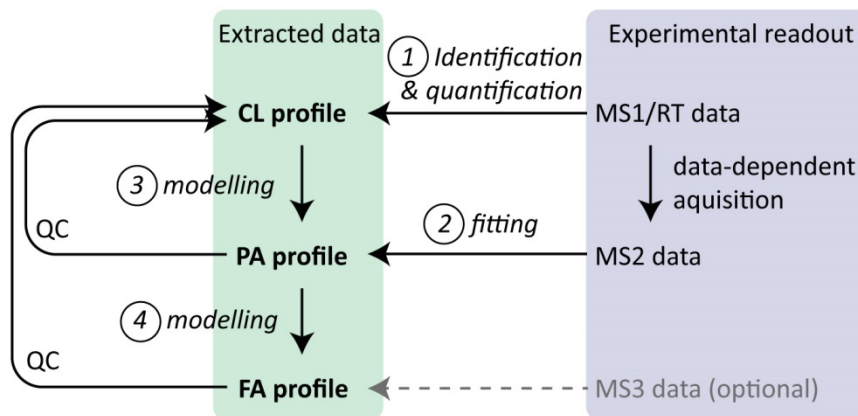 Extracted data
Experimental readout
1 Identification
& quantification
CL profile
MS1/RT data
3 modelling
data-dependent
aquisition
2 fitting
QC
PA profile
MS2 data
4 modelling
QC
FA profile
MS3 data (optional)